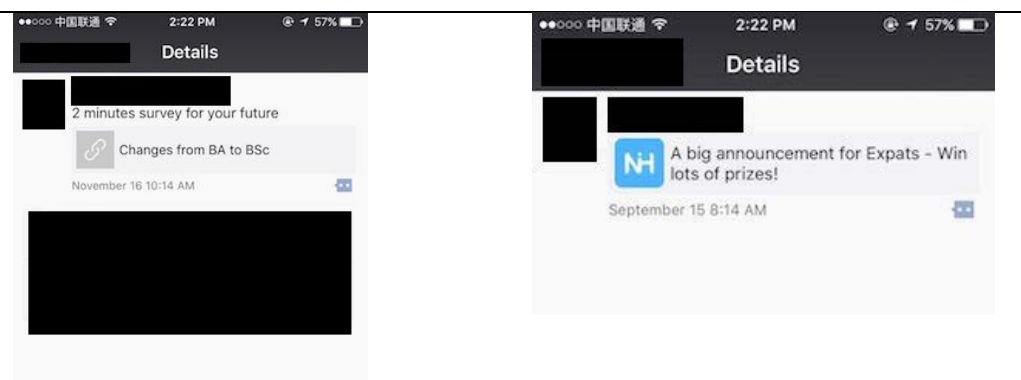 中国联通
2:22 PM
57%
Details
2 minutes survey for your future
Changes from BA to BSc
November 16 10:14 AM
中国联通
2:22 PM
57%
Details
NH
A big announcement for Expats - Win
lots of prizes!
September 15 8:14 AM